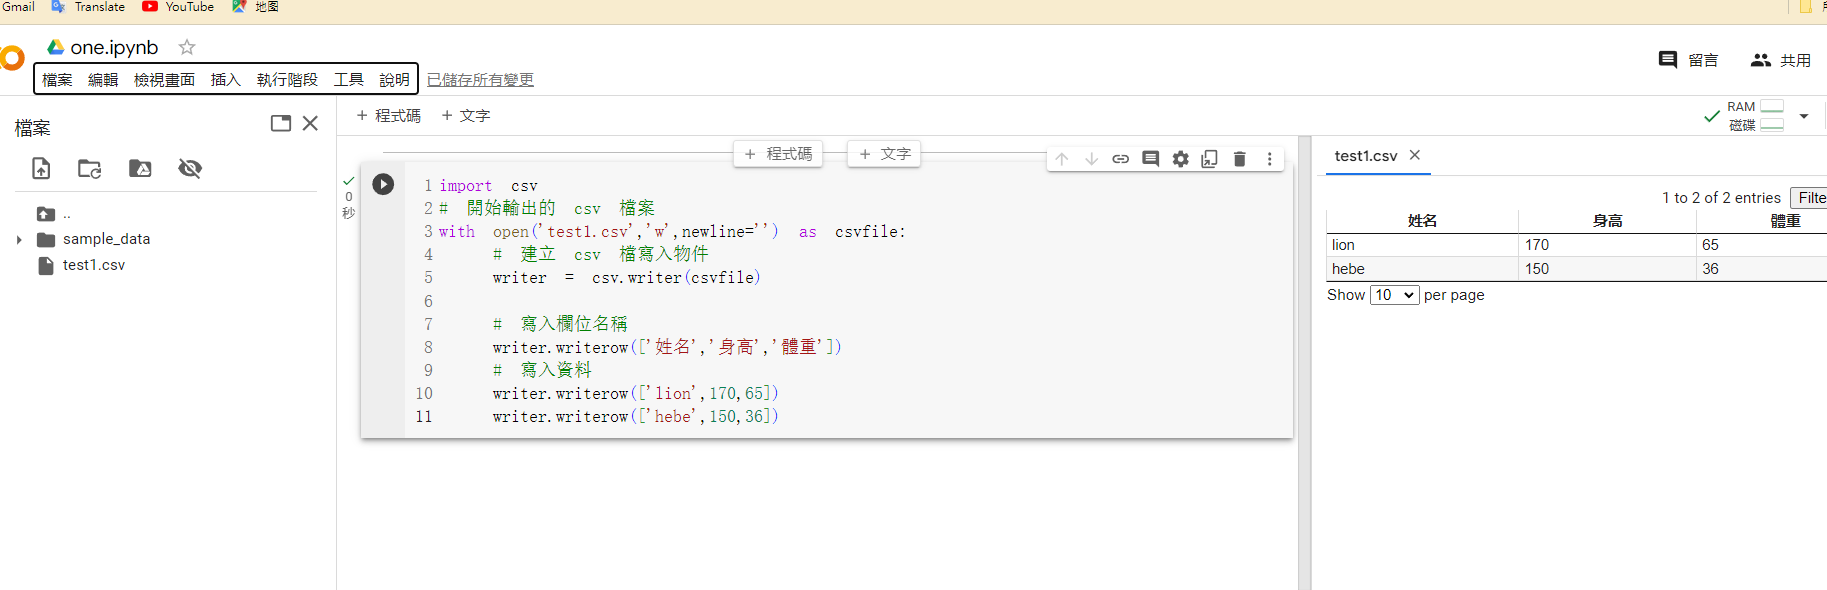 Gmail Translate YouTube 地图
one.ipynb
檔案 編輯 檢視畫面 插入 執行階段 工具 說明 已儲存所有變更
留言 共用
檔案
..
sample_data
test1.csv
+ 程式碼 + 文字
RAM
磁碟
+ 程式碼 + 文字
0
秒
1 import csv
2 # 開始輸出的 csv 檔案
3 with open('test1.csv','w',newline='') as csvfile:
4 # 建立 csv 檔寫入物件
5 writer = csv.writer(csvfile)
6
7 # 寫入欄位名稱
8 writer.writerow(['姓名','身高','體重'])
9 # 寫入資料
10 writer.writerow(['lion',170,65])
11 writer.writerow(['hebe',150,36])
test1.csv
1 to 2 of 2 entries Filte
姓名 身高 體重
lion 170 65
hebe 150 36
Show 10 per page